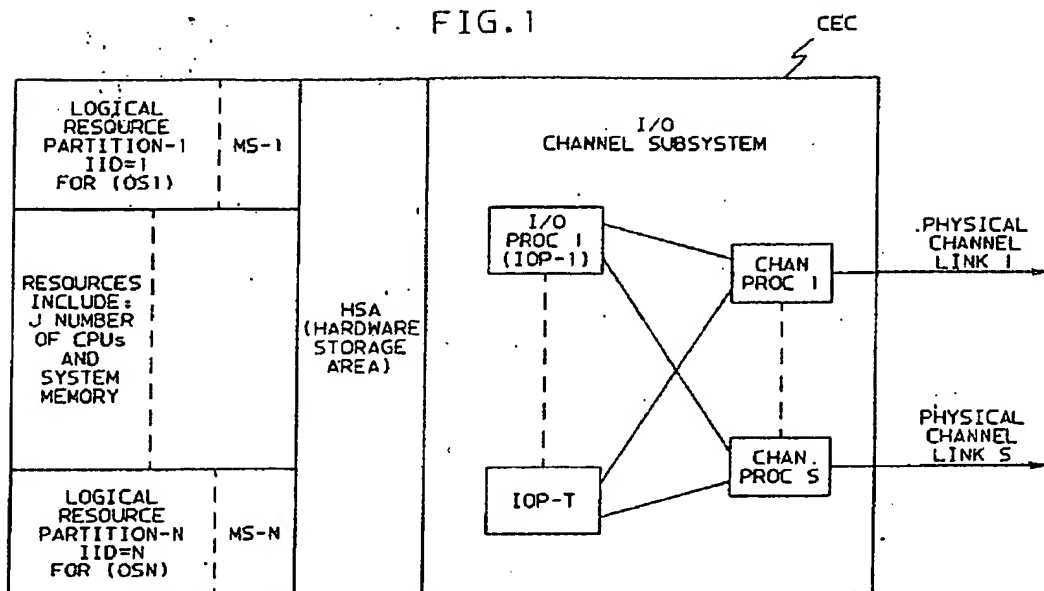 FIG.1
CEC
LOGICAL
RESOURCE
PARTITION-1
IID=1
FOR (OS1)
MS-1
RESOURCES
INCLUDE:
J NUMBER
OF CPUs
AND
SYSTEM
MEMORY
LOGICAL
RESOURCE
PARTITION-N
IID=N
FOR (OSN)
MS-N
HSA
(HARDWARE
STORAGE
AREA)
I/O
CHANNEL SUBSYSTEM
I/O
PROC 1
(IOP-1)
IOP-T
CHAN
PROC 1
CHAN.
PROC S
PHYSICAL
CHANNEL
LINK 1
PHYSICAL
CHANNEL
LINK S